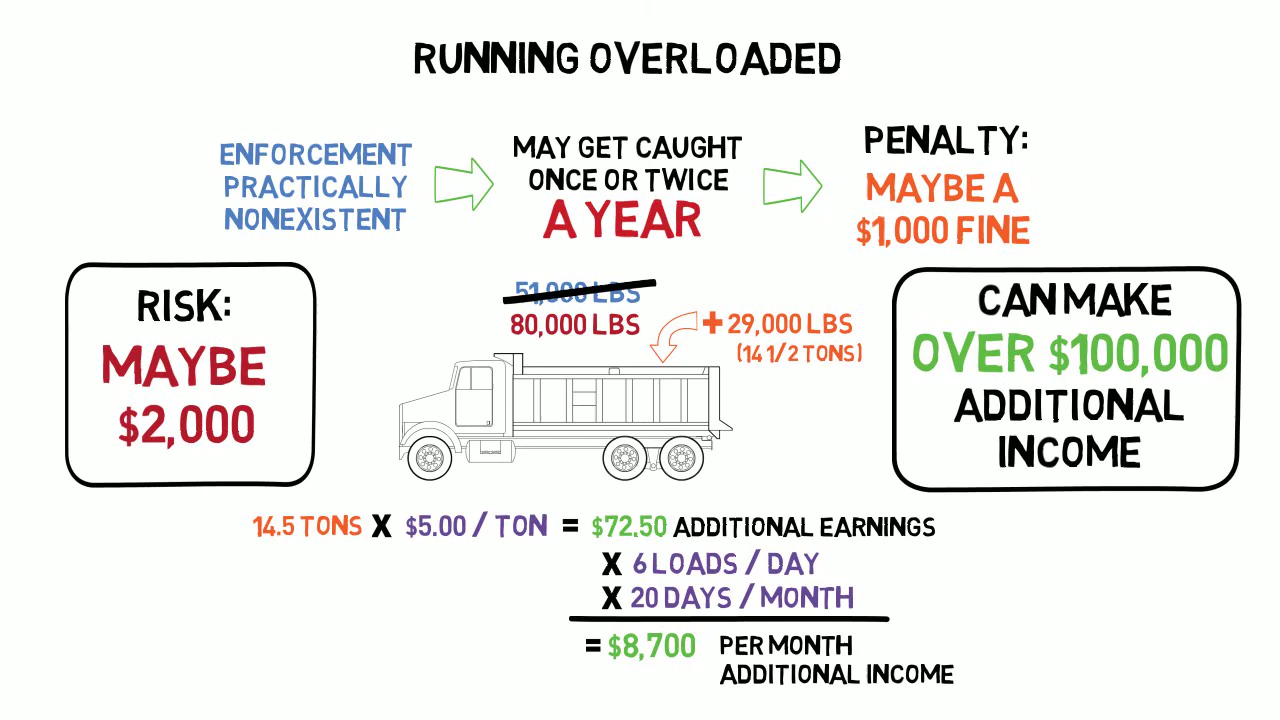 RUNNING OVERLOADED
ENFORCEMENT
PRACTICALLY
NONEXISTENT
MAY GET CAUGHT
ONCE OR TWICE
A YEAR
PENALTY:
MAYBE A
$1,000 FINE
RISK:
MAYBE
$2,000
51,000 LBS
80,000 LBS
+ 29,000 LBS
(14 1/2 TONS)
CAN MAKE
OVER $100,000
ADDITIONAL
INCOME
14.5 TONS X $5.00 / TON = $72.50 ADDITIONAL EARNINGS
X 6 LOADS / DAY
X 20 DAYS / MONTH
= $8,700 PER MONTH
ADDITIONAL INCOME